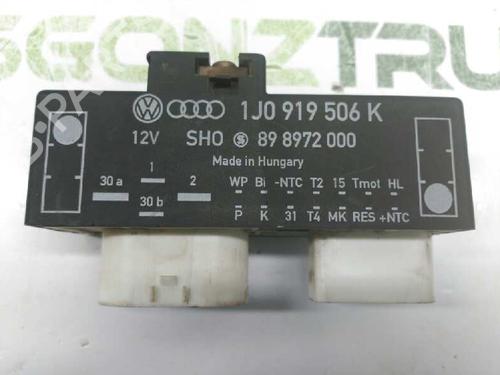 1J0 919 506 K
12V SHO S 89 8972 000
Made in Hungary
1
30 a 2
30 b
WP Bi -NTC T2 15 Tmot HL
P K 31 T4 MK RES +NTC